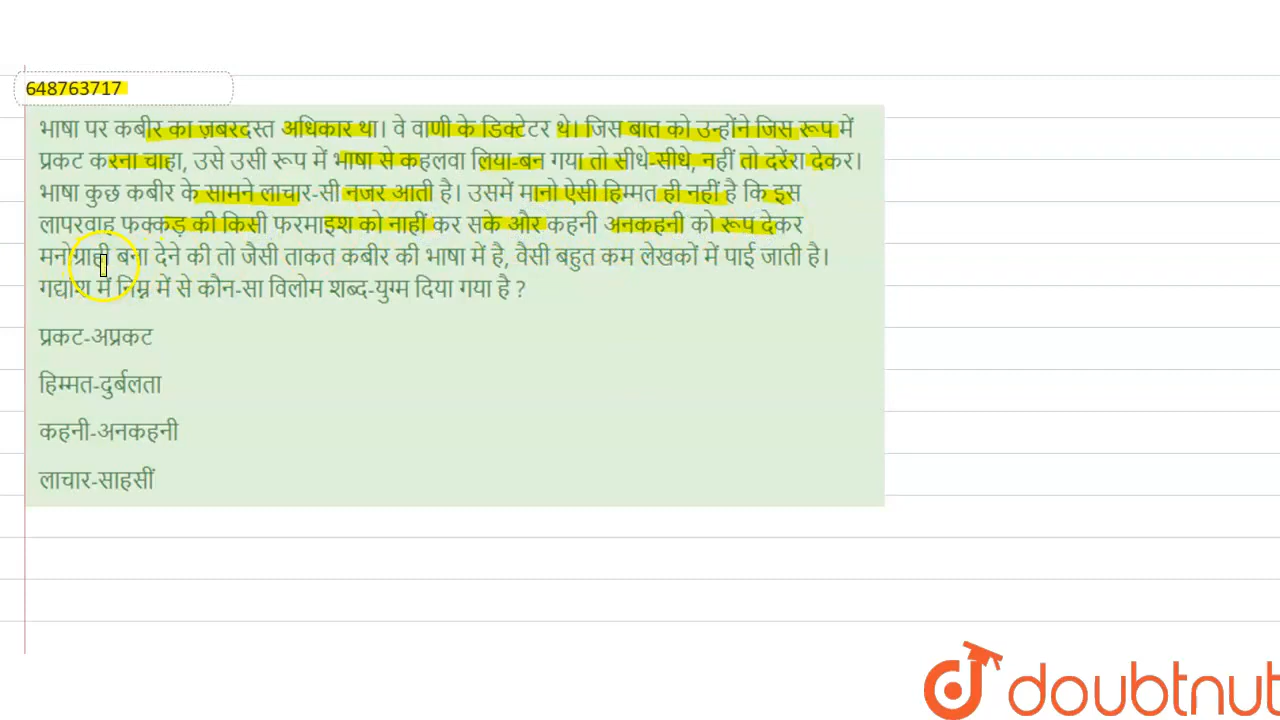 648763717
भाषा पर कबीर का ज़बरदस्त अधिकार था। वे वाणी के डिक्टेटर थे। जिस बात को उन्होंने जिस रूप में
प्रकट करना चाहा, उसे उसी रूप में भाषा से कहलवा लिया-बन गया तो सीधे-सीधे, नहीं तो दरेंरा देकर।
भाषा कुछ कबीर के सामने लाचार-सी नजर आती है। उसमें मानो ऐसी हिम्मत ही नहीं है कि इस
लापरवाह फक्कड़ की किसी फरमाइश को नाहीं कर सके और कहनी अनकहनी को रूप देकर
मनोग्राही बना देने की तो जैसी ताकत कबीर की भाषा में है, वैसी बहुत कम लेखकों में पाई जाती है।
गद्यांश में निम्न में से कौन-सा विलोम शब्द-युग्म दिया गया है ?
प्रकट-अप्रकट
हिम्मत-दुर्बलता
कहनी-अनकहनी
लाचार-साहसीं
doubtnut